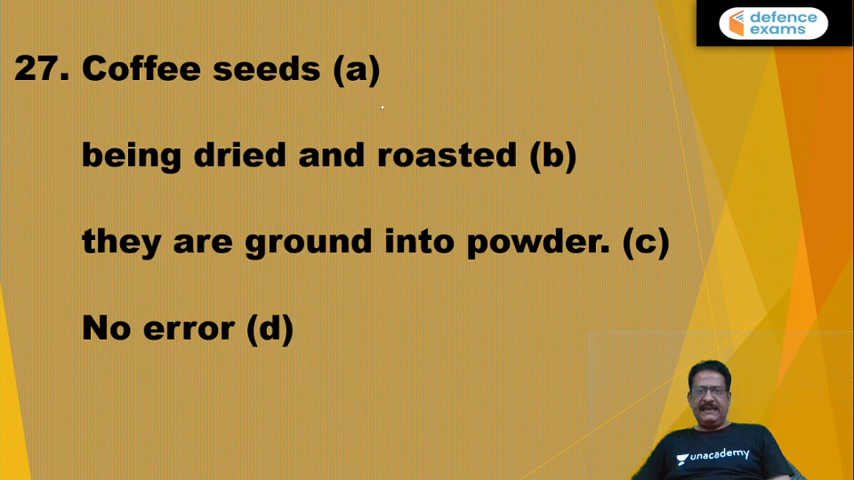 defence
exams
27. Coffee seeds (a)
being dried and roasted (b)
they are ground into powder. (c)
No error (d)
unacademy